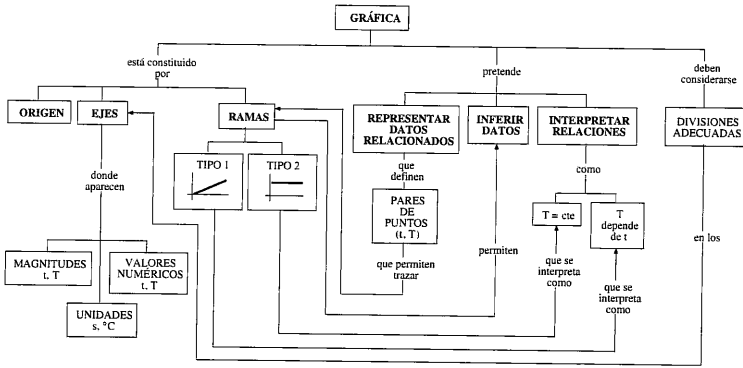 GRÁFICA
está constituido
por
pretende
deben
considerarse
ORIGEN
EJES
RAMAS
REPRESENTAR
DATOS
RELACIONADOS
INFERIR
DATOS
INTERPRETAR
RELACIONES
DIVISIONES
ADECUADAS
donde
aparecen
TIPO 1
TIPO 2
que
definen
como
PARES
DE
PUNTOS
(t, T)
T = cte
T
depende
de t
MAGNITUDES
t, T
VALORES
NUMÉRICOS
t, T
UNIDADES
s, °C
que permiten
trazar
permiten
que se
interpreta
como
que se
interpreta
como
en los